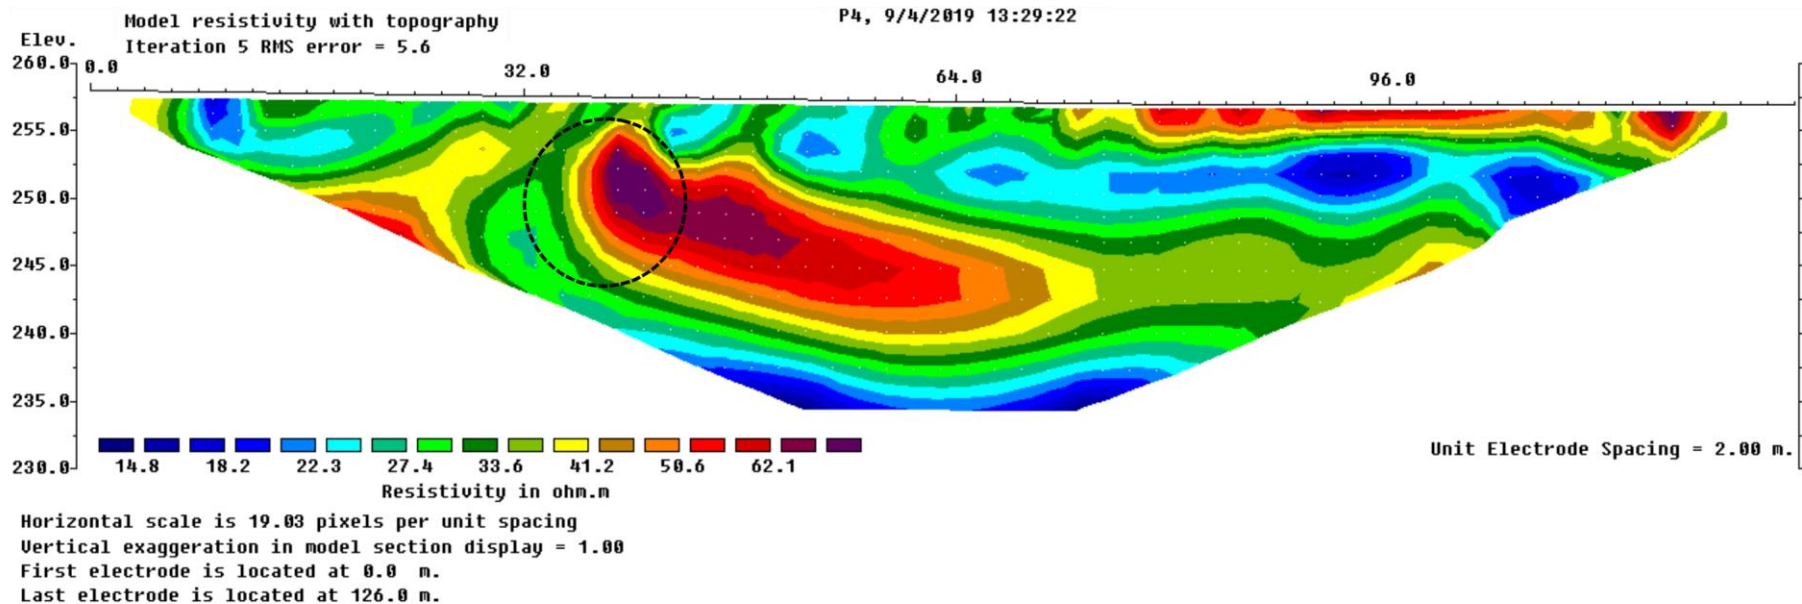 Model resistivity with topography
P4, 9/4/2019 13:29:22
Iteration 5 RMS error = 5.6
Elev.
260.0
0.0
32.0
64.0
96.0
255.0
250.0
245.0
240.0
235.0
230.0
14.8 18.2 22.3 27.4 33.6 41.2 50.6 62.1
Resistivity in ohm.m
Unit Electrode Spacing = 2.00 m.
Horizontal scale is 19.03 pixels per unit spacing
Vertical exaggeration in model section display = 1.00
First electrode is located at 0.0 m.
Last electrode is located at 126.0 m.